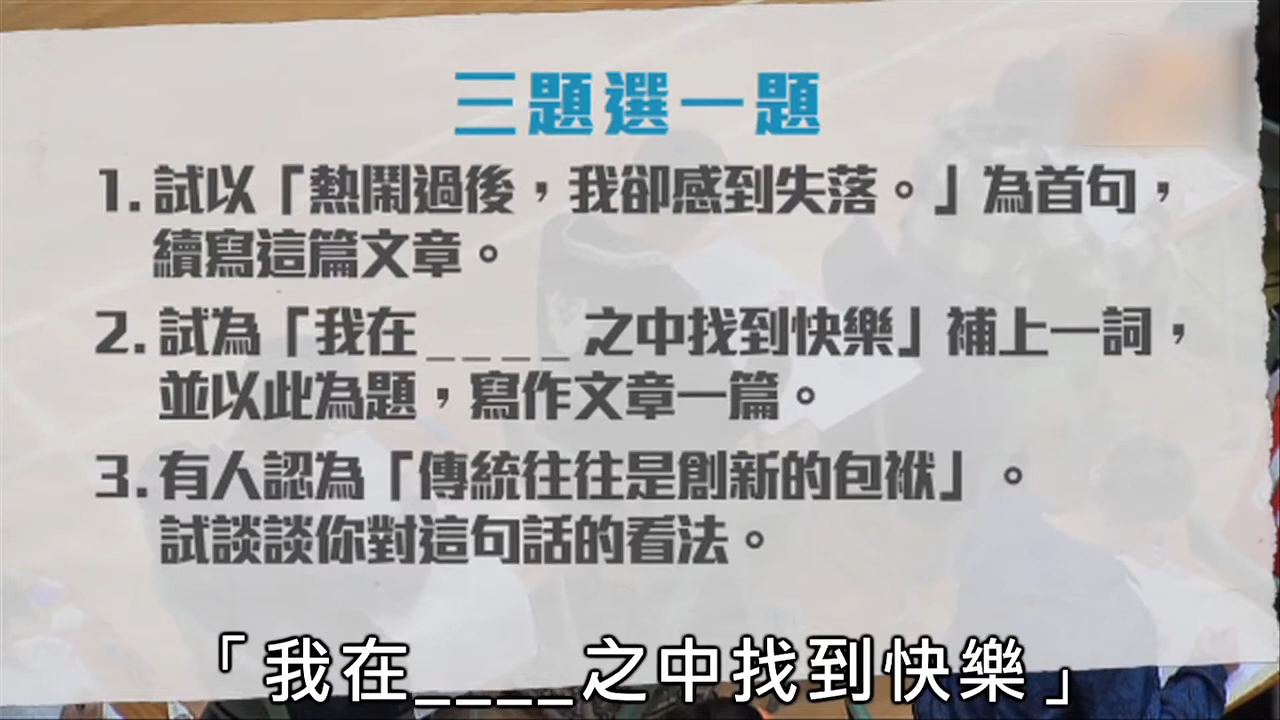 三題選一題
1. 試以「熱鬧過後，我卻感到失落。」為首句，
續寫這篇文章。
2. 試為「我在____之中找到快樂」補上一詞，
並以此為題，寫作文章一篇。
3. 有人認為「傳統往往是創新的包袱」。
試談談你對這句話的看法。
「我在____之中找到快樂」